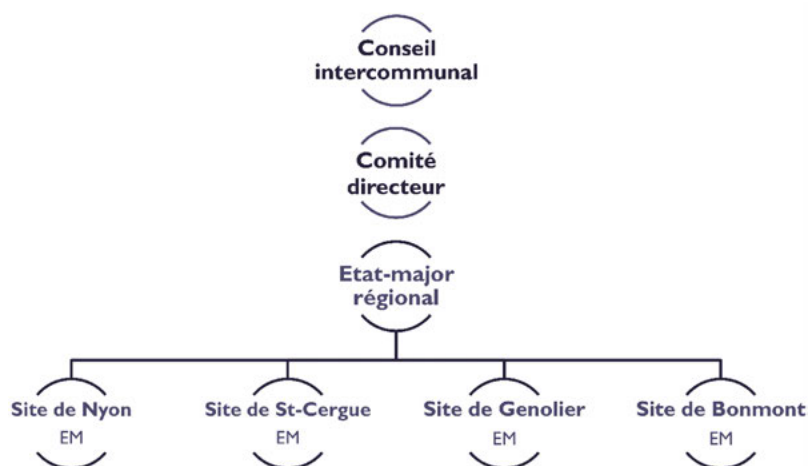 Conseil
intercommunal
Comité
directeur
Etat-major
régional
Site de Nyon
EM
Site de St-Cergue
EM
Site de Genolier
EM
Site de Bonmont
EM